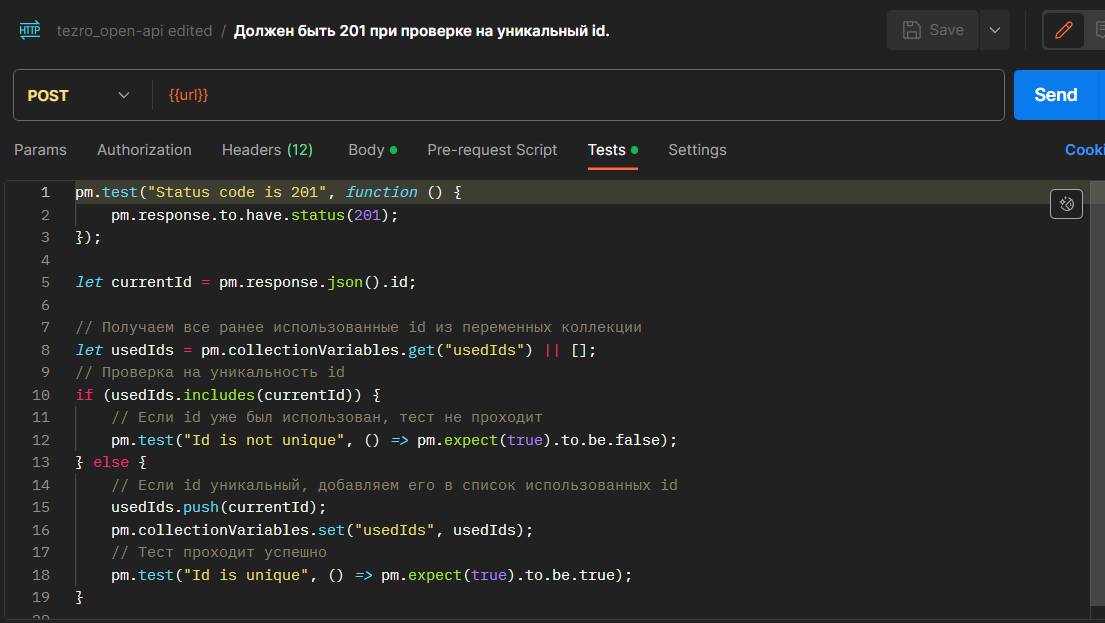 HTTP tezro_open-api edited / Должен быть 201 при проверке на уникальный id. Save
POST {{url}} Send
Params Authorization Headers (12) Body Pre-request Script Tests Settings Cooki
1 pm.test("Status code is 201", function () {
2 pm.response.to.have.status(201);
3 });
4
5 let currentId = pm.response.json().id;
6
7 // Получаем все ранее использованные id из переменных коллекции
8 let usedIds = pm.collectionVariables.get("usedIds") || [];
9 // Проверка на уникальность id
10 if (usedIds.includes(currentId)) {
11 // Если id уже был использован, тест не проходит
12 pm.test("Id is not unique", () => pm.expect(true).to.be.false);
13 } else {
14 // Если id уникальный, добавляем его в список использованных id
15 usedIds.push(currentId);
16 pm.collectionVariables.set("usedIds", usedIds);
17 // Тест проходит успешно
18 pm.test("Id is unique", () => pm.expect(true).to.be.true);
19 }
20